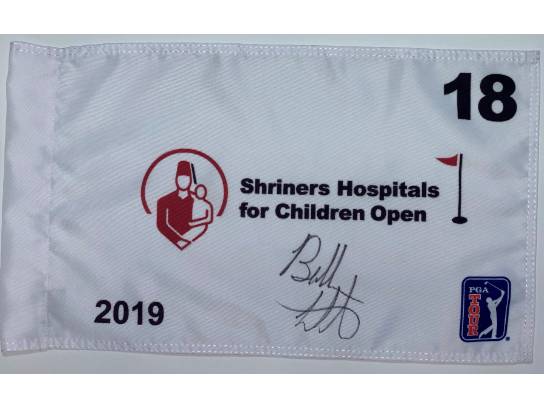 18
Shriners Hospitals
for Children Open
2019
PGA
TOUR